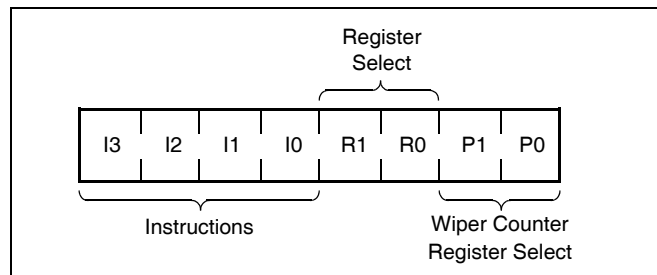 Register
Select
I3 I2 I1 I0 R1 R0 P1 P0
Instructions
Wiper Counter
Register Select